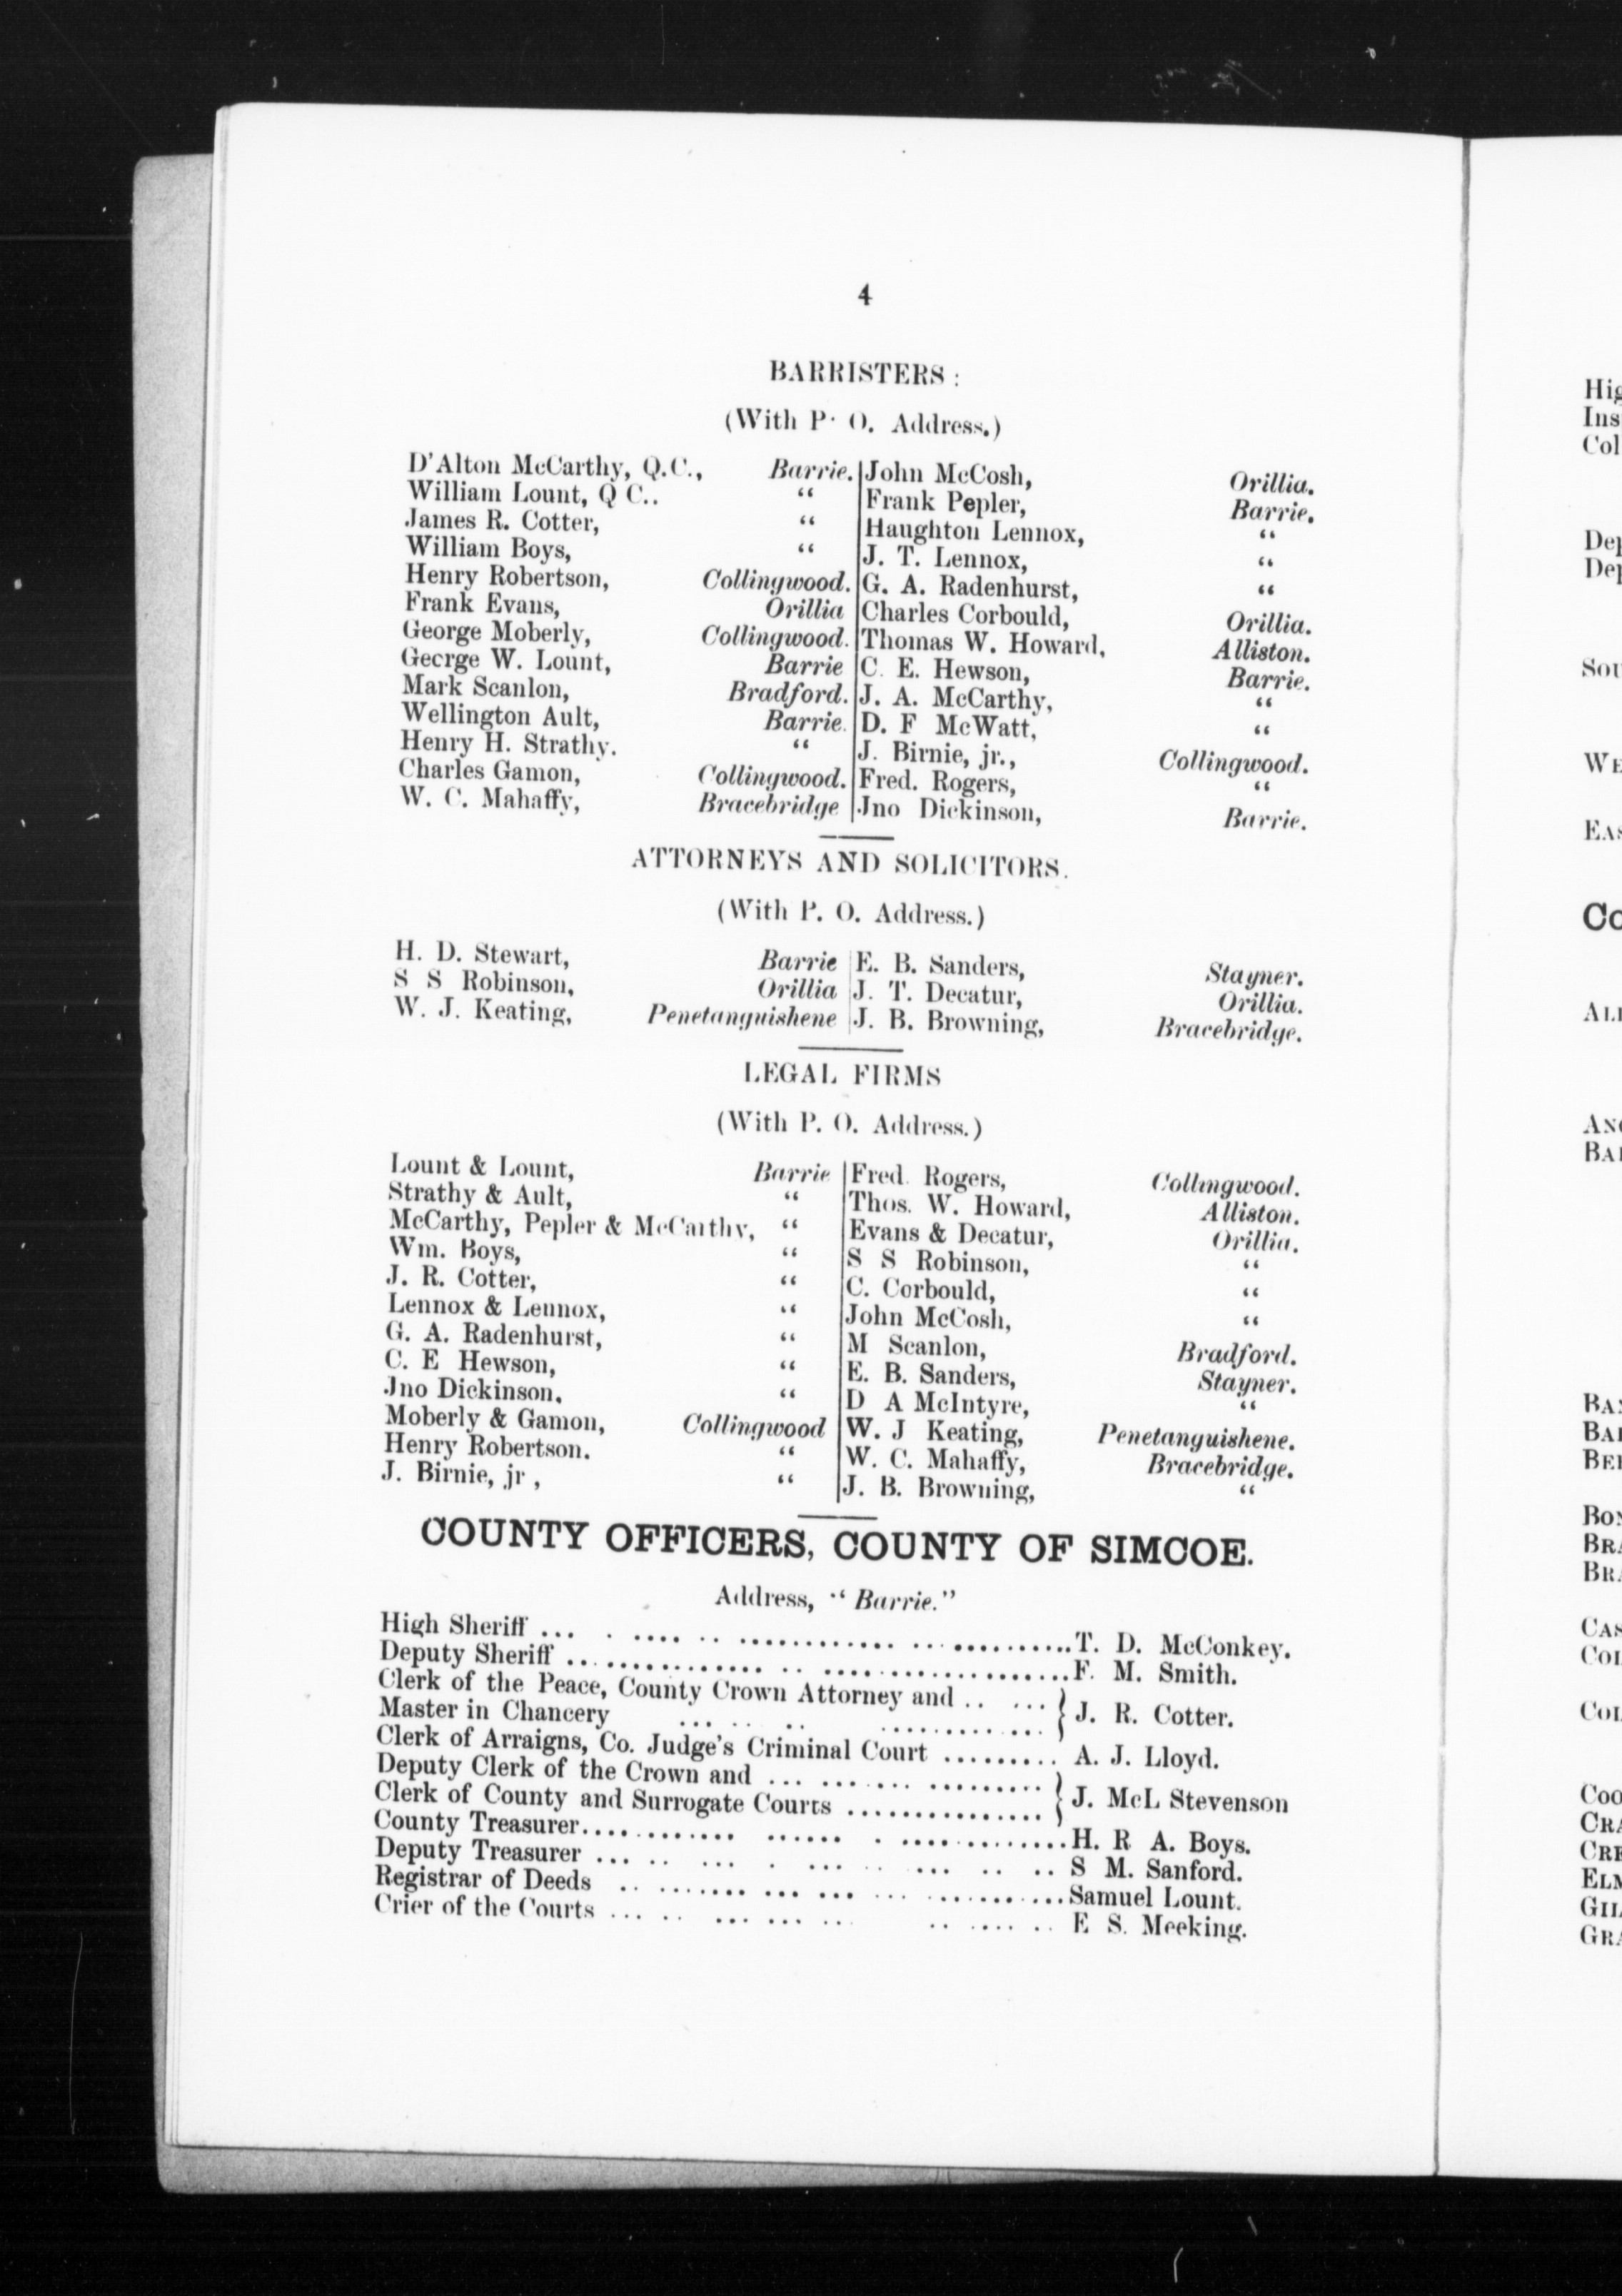 4
BARRISTERS:
(With P. O. Address.)
D'Alton McCarthy, Q.C., Barrie.
William Lount, Q C.. “
James R. Cotter, “
William Boys, “
Henry Robertson, Collingwood.
Frank Evans, Orillia
George Moberly, Collingwood.
Gecrge W. Lount, Barrie
Mark Scanlon, Bradford.
Wellington Ault, Barrie.
Henry H. Strathy. “
Charles Gamon, Collingwood.
W. C. Mahaffy, Bracebridge
John McCosh, Orillia.
Frank Pepler, Barrie.
Haughton Lennox, “
J. T. Lennox, “
G. A. Radenhurst, “
Charles Corbould, Orillia.
Thomas W. Howard, Alliston.
C. E. Hewson, Barrie.
J. A. McCarthy, “
D. F McWatt, “
J. Birnie, jr., Collingwood.
Fred. Rogers, “
Jno Dickinson, Barrie.
ATTORNEYS AND SOLICITORS.
(With P. O. Address.)
H. D. Stewart, Barrie
S S Robinson, Orillia
W. J. Keating, Penetanguishene
E. B. Sanders, Stayner.
J. T. Decatur, Orillia.
J. B. Browning, Bracebridge.
LEGAL FIRMS
(With P. O. Address.)
Lount & Lount, Barrie
Strathy & Ault, “
McCarthy, Pepler & McCarthy, “
Wm. Boys, “
J. R. Cotter, “
Lennox & Lennox, “
G. A. Radenhurst, “
C. E Hewson, “
Jno Dickinson, “
Moberly & Gamon, Collingwood
Henry Robertson. “
J. Birnie, jr , “
Fred. Rogers, Collingwood.
Thos. W. Howard, Alliston.
Evans & Decatur, Orillia.
S S Robinson, “
C. Corbould, “
John McCosh, “
M Scanlon, Bradford.
E. B. Sanders, Stayner.
D A McIntyre, “
W. J Keating, Penetanguishene.
W. C. Mahaffy, Bracebridge.
J. B. Browning, “
COUNTY OFFICERS, COUNTY OF SIMCOE.
Address, “ Barrie.”
High Sheriff ... . .... .. ............. ... ..........T. D. McConkey.
Deputy Sheriff .................. .. ........................F. M. Smith.
Clerk of the Peace, County Crown Attorney and .. ... } J. R. Cotter.
Master in Chancery ... .. .. ............
Clerk of Arraigns, Co. Judge's Criminal Court ......... A. J. Lloyd.
Deputy Clerk of the Crown and ... ... ... ......... } J. McL Stevenson
Clerk of County and Surrogate Courts ...............
County Treasurer............... ...... . ..............H. R A. Boys.
Deputy Treasurer ... .. ... . ... .. ... .. .. S M. Sanford.
Registrar of Deeds .. ....... ... ... ... ...........Samuel Lount.
Crier of the Courts ... .. ... ... ... .. ... .. E S. Meeking.